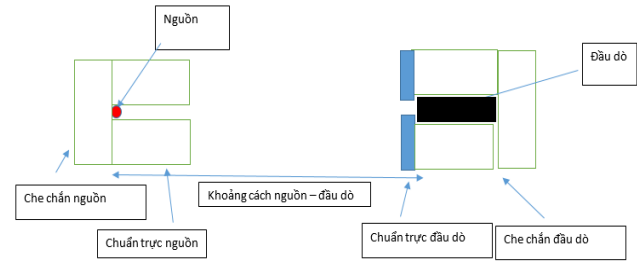 Nguồn
Đầu dò
Che chắn nguồn
Khoảng cách nguồn – đầu dò
Chuẩn trực nguồn
Chuẩn trực đầu dò
Che chắn đầu dò